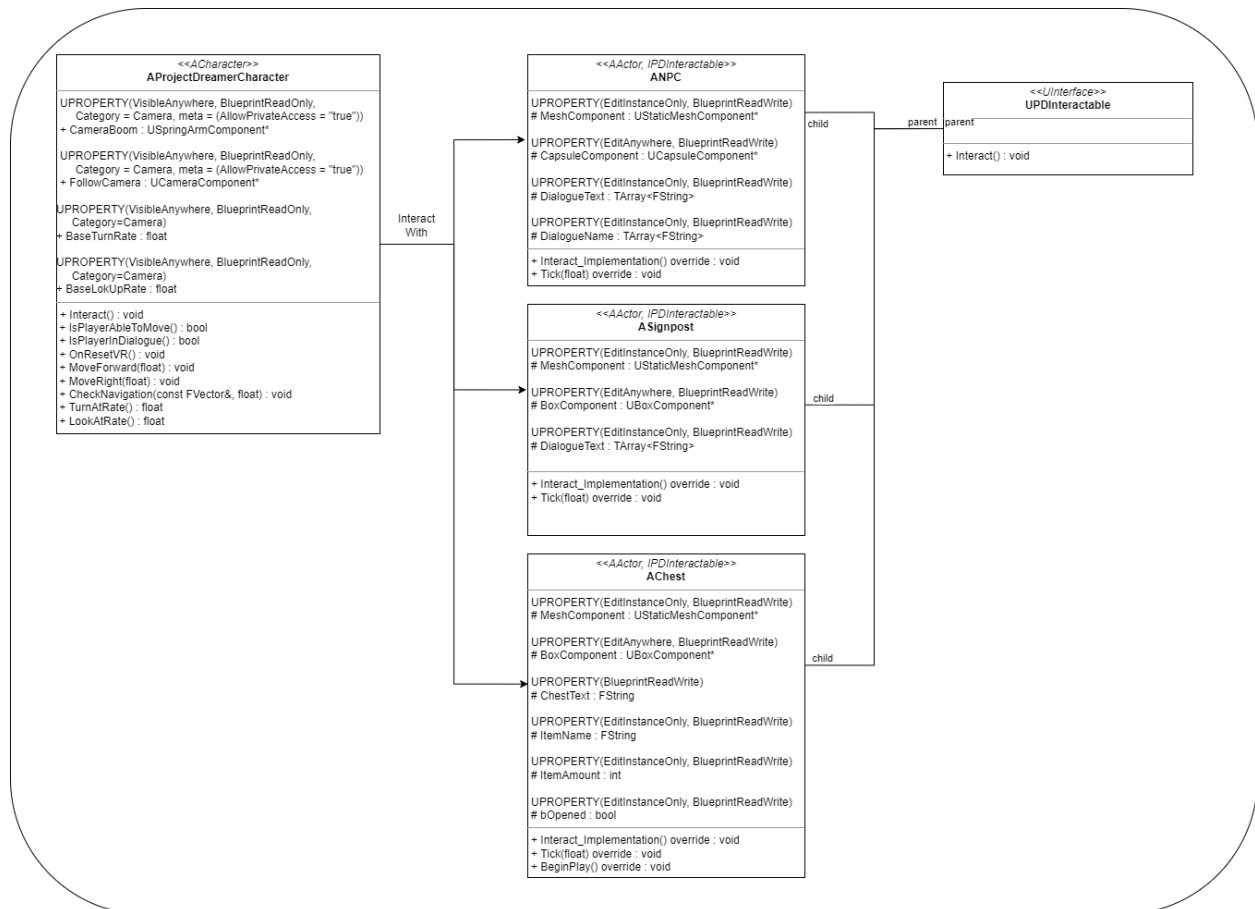 <<ACharacter>>
AProjectDreamerCharacter
UPROPERTY(VisibleAnywhere, BlueprintReadOnly,
Category = Camera, meta = (AllowPrivateAccess = "true"))
+ CameraBoom : USpringArmComponent*
UPROPERTY(VisibleAnywhere, BlueprintReadOnly,
Category = Camera, meta = (AllowPrivateAccess = "true"))
+ FollowCamera : UCameraComponent*
UPROPERTY(VisibleAnywhere, BlueprintReadOnly,
Category=Camera)
+ BaseTurnRate : float
UPROPERTY(VisibleAnywhere, BlueprintReadOnly,
Category=Camera)
+ BaseLokUpRate : float
+ Interact() : void
+ IsPlayerAbleToMove() : bool
+ IsPlayerInDialogue() : bool
+ OnResetVR() : void
+ MoveForward(float) : void
+ MoveRight(float) : void
+ CheckNavigation(const FVector&, float) : void
+ TurnAtRate() : float
+ LookAtRate() : float
Interact
With
<<AActor, IPDInteractable>>
ANPC
UPROPERTY(EditInstanceOnly, BlueprintReadWrite)
# MeshComponent : UStaticMeshComponent*
UPROPERTY(EditAnywhere, BlueprintReadWrite)
# CapsuleComponent : UCapsuleComponent*
UPROPERTY(EditInstanceOnly, BlueprintReadWrite)
# DialogueText : TArray<FString>
UPROPERTY(EditInstanceOnly, BlueprintReadWrite)
# DialogueName : TArray<FString>
+ Interact_Implementation() override : void
+ Tick(float) override : void
child
<<AActor, IPDInteractable>>
ASignpost
UPROPERTY(EditInstanceOnly, BlueprintReadWrite)
# MeshComponent : UStaticMeshComponent*
UPROPERTY(EditAnywhere, BlueprintReadWrite)
# BoxComponent : UBoxComponent*
UPROPERTY(EditInstanceOnly, BlueprintReadWrite)
# DialogueText : TArray<FString>
+ Interact_Implementation() override : void
+ Tick(float) override : void
child
<<AActor, IPDInteractable>>
AChest
UPROPERTY(EditInstanceOnly, BlueprintReadWrite)
# MeshComponent : UStaticMeshComponent*
UPROPERTY(EditAnywhere, BlueprintReadWrite)
# BoxComponent : UBoxComponent*
UPROPERTY(BlueprintReadWrite)
# ChestText : FString
UPROPERTY(EditInstanceOnly, BlueprintReadWrite)
# ItemName : FString
UPROPERTY(EditInstanceOnly, BlueprintReadWrite)
# ItemAmount : int
UPROPERTY(EditInstanceOnly, BlueprintReadWrite)
# bOpened : bool
+ Interact_Implementation() override : void
+ Tick(float) override : void
+ BeginPlay() override : void
child
parent parent
<<UInterface>>
UPDInteractable
+ Interact() : void